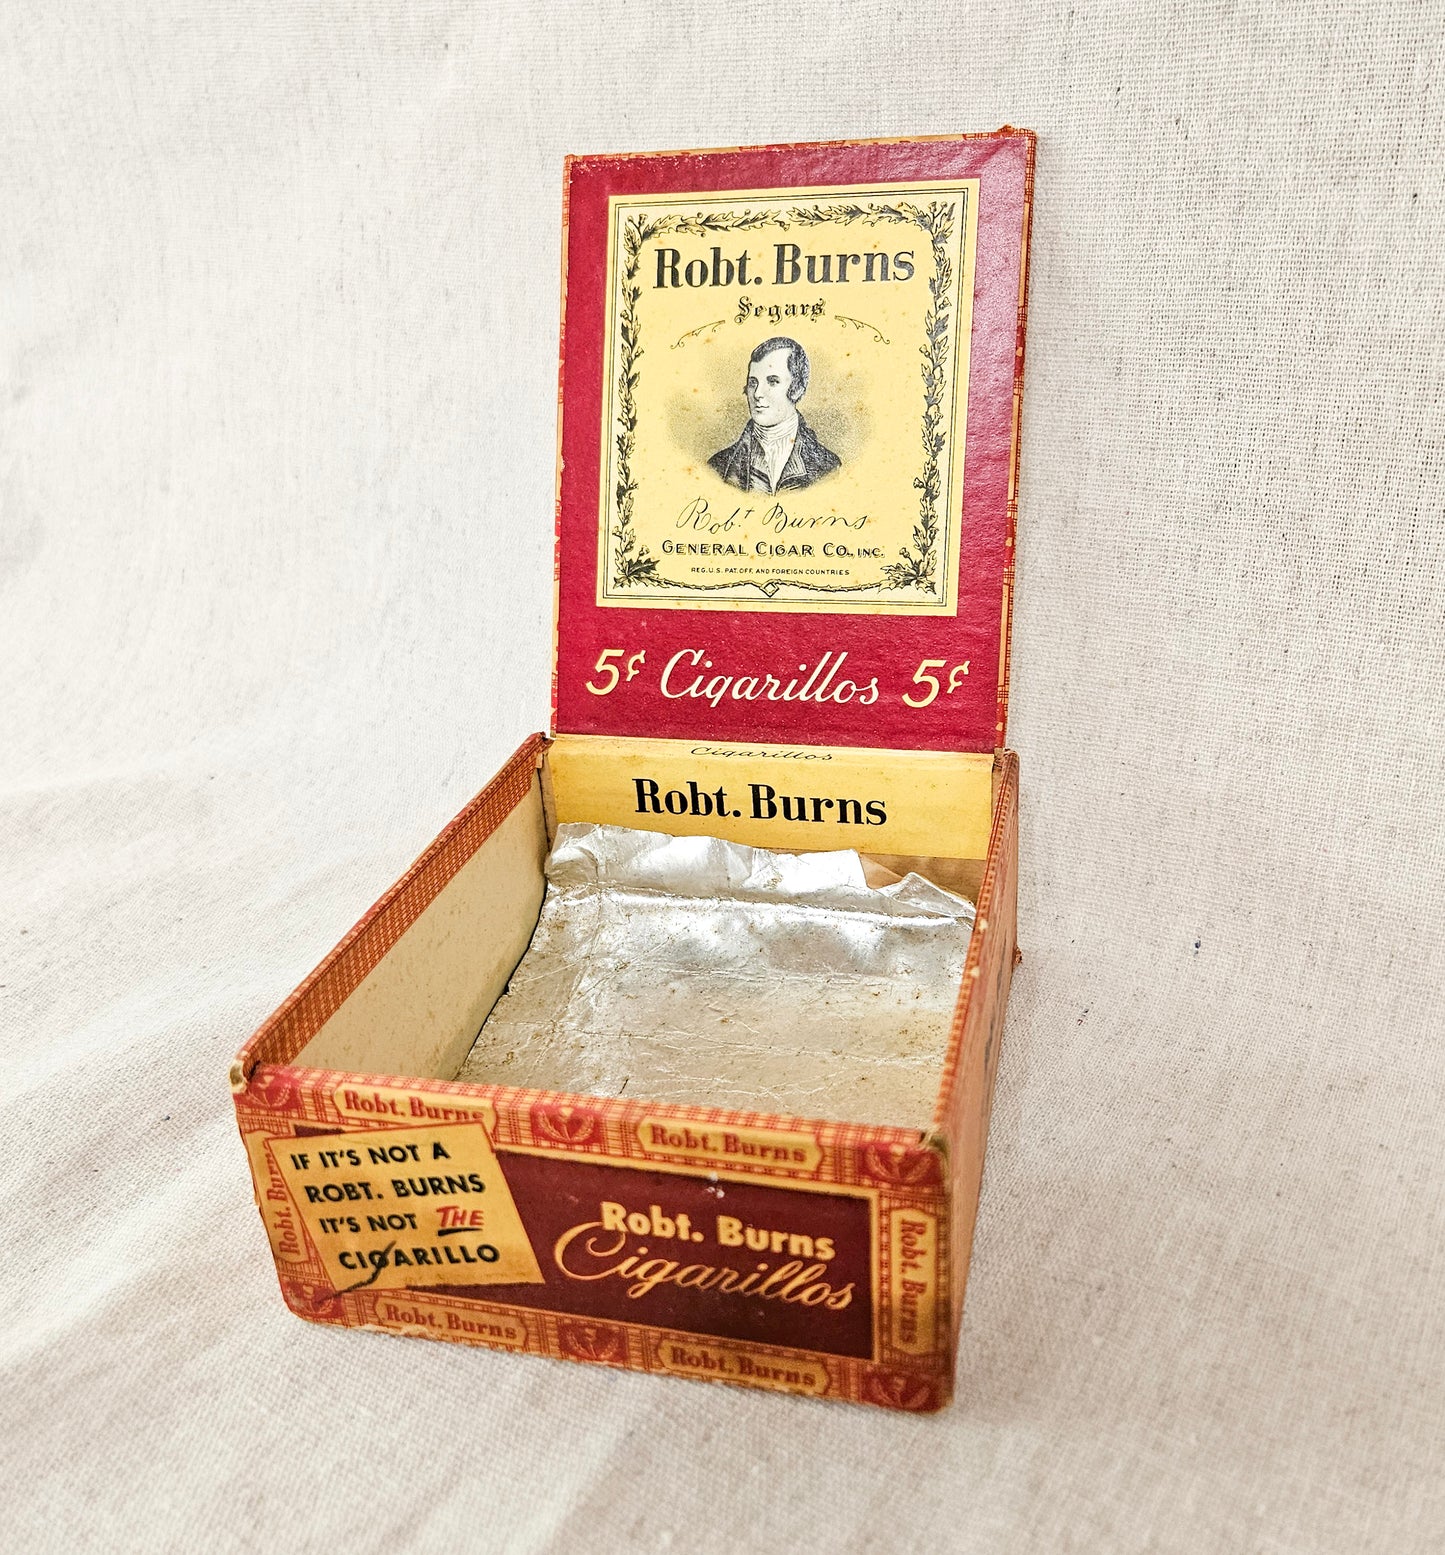 Robt. Burns
Segars
Robt Burns
GENERAL CIGAR CO. INC.
REG. U.S. PAT. OFF. AND FOREIGN COUNTRIES
5¢ Cigarillos 5¢
Cigarillos
Robt. Burns
Robt. Burns
Robt. Burns
Robt. Burns
IF IT'S NOT A
ROBT. BURNS
IT'S NOT THE
CIGARILLO
Robt. Burns
Cigarillos
Robt. Burns
Robt. Burns
Robt. Burns